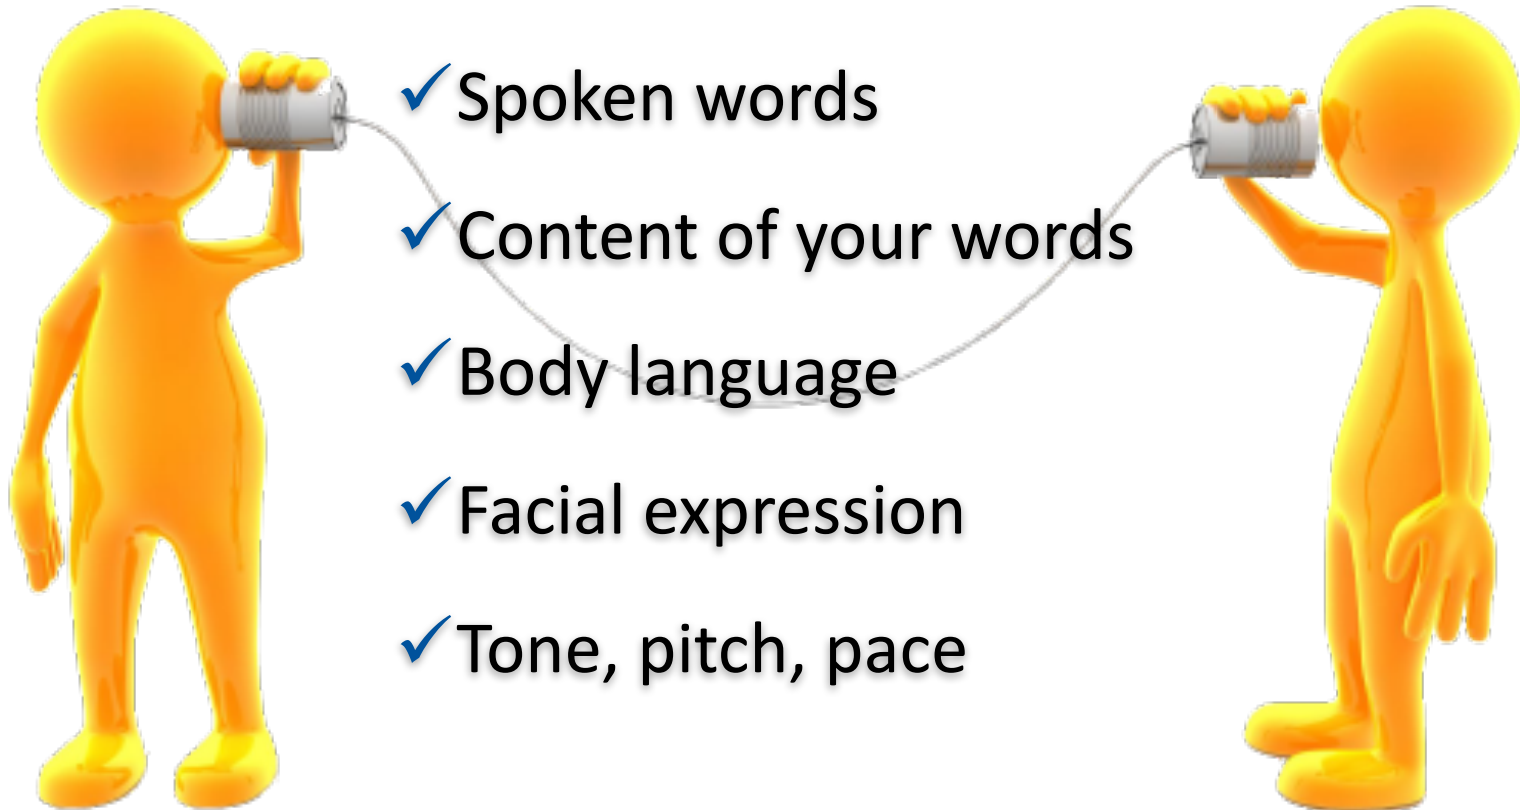 ✓Spoken words
✓Content of your words
✓Body language
✓Facial expression
✓Tone, pitch, pace